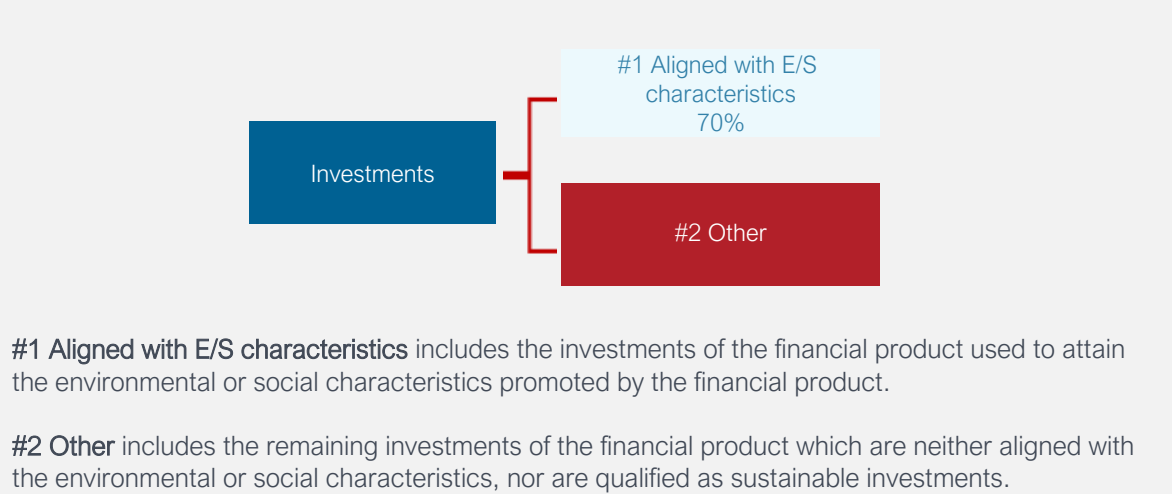 #1 Aligned with E/S
characteristics
70%
Investments
#2 Other
#1 Aligned with E/S characteristics includes the investments of the financial product used to attain
the environmental or social characteristics promoted by the financial product.
#2 Other includes the remaining investments of the financial product which are neither aligned with
the environmental or social characteristics, nor are qualified as sustainable investments.